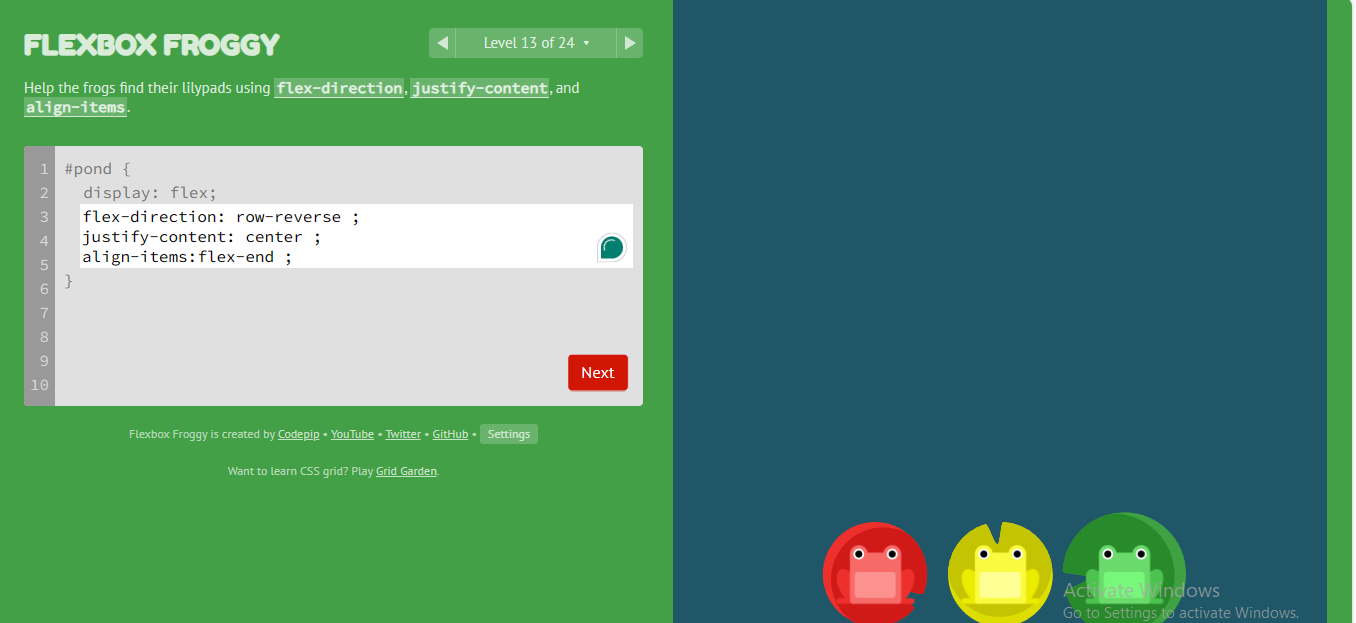 FLEXBOX FROGGY
Level 13 of 24
Help the frogs find their lilypads using flex-direction, justify-content, and
align-items.
1 #pond {
2 display: flex;
3 flex-direction: row-reverse ;
4 justify-content: center ;
5 align-items:flex-end ;
6 }
7
8
9
10
Next
Flexbox Froggy is created by Codepip • YouTube • Twitter • GitHub • Settings
Want to learn CSS grid? Play Grid Garden.
Activate Windows
Go to Settings to activate Windows.